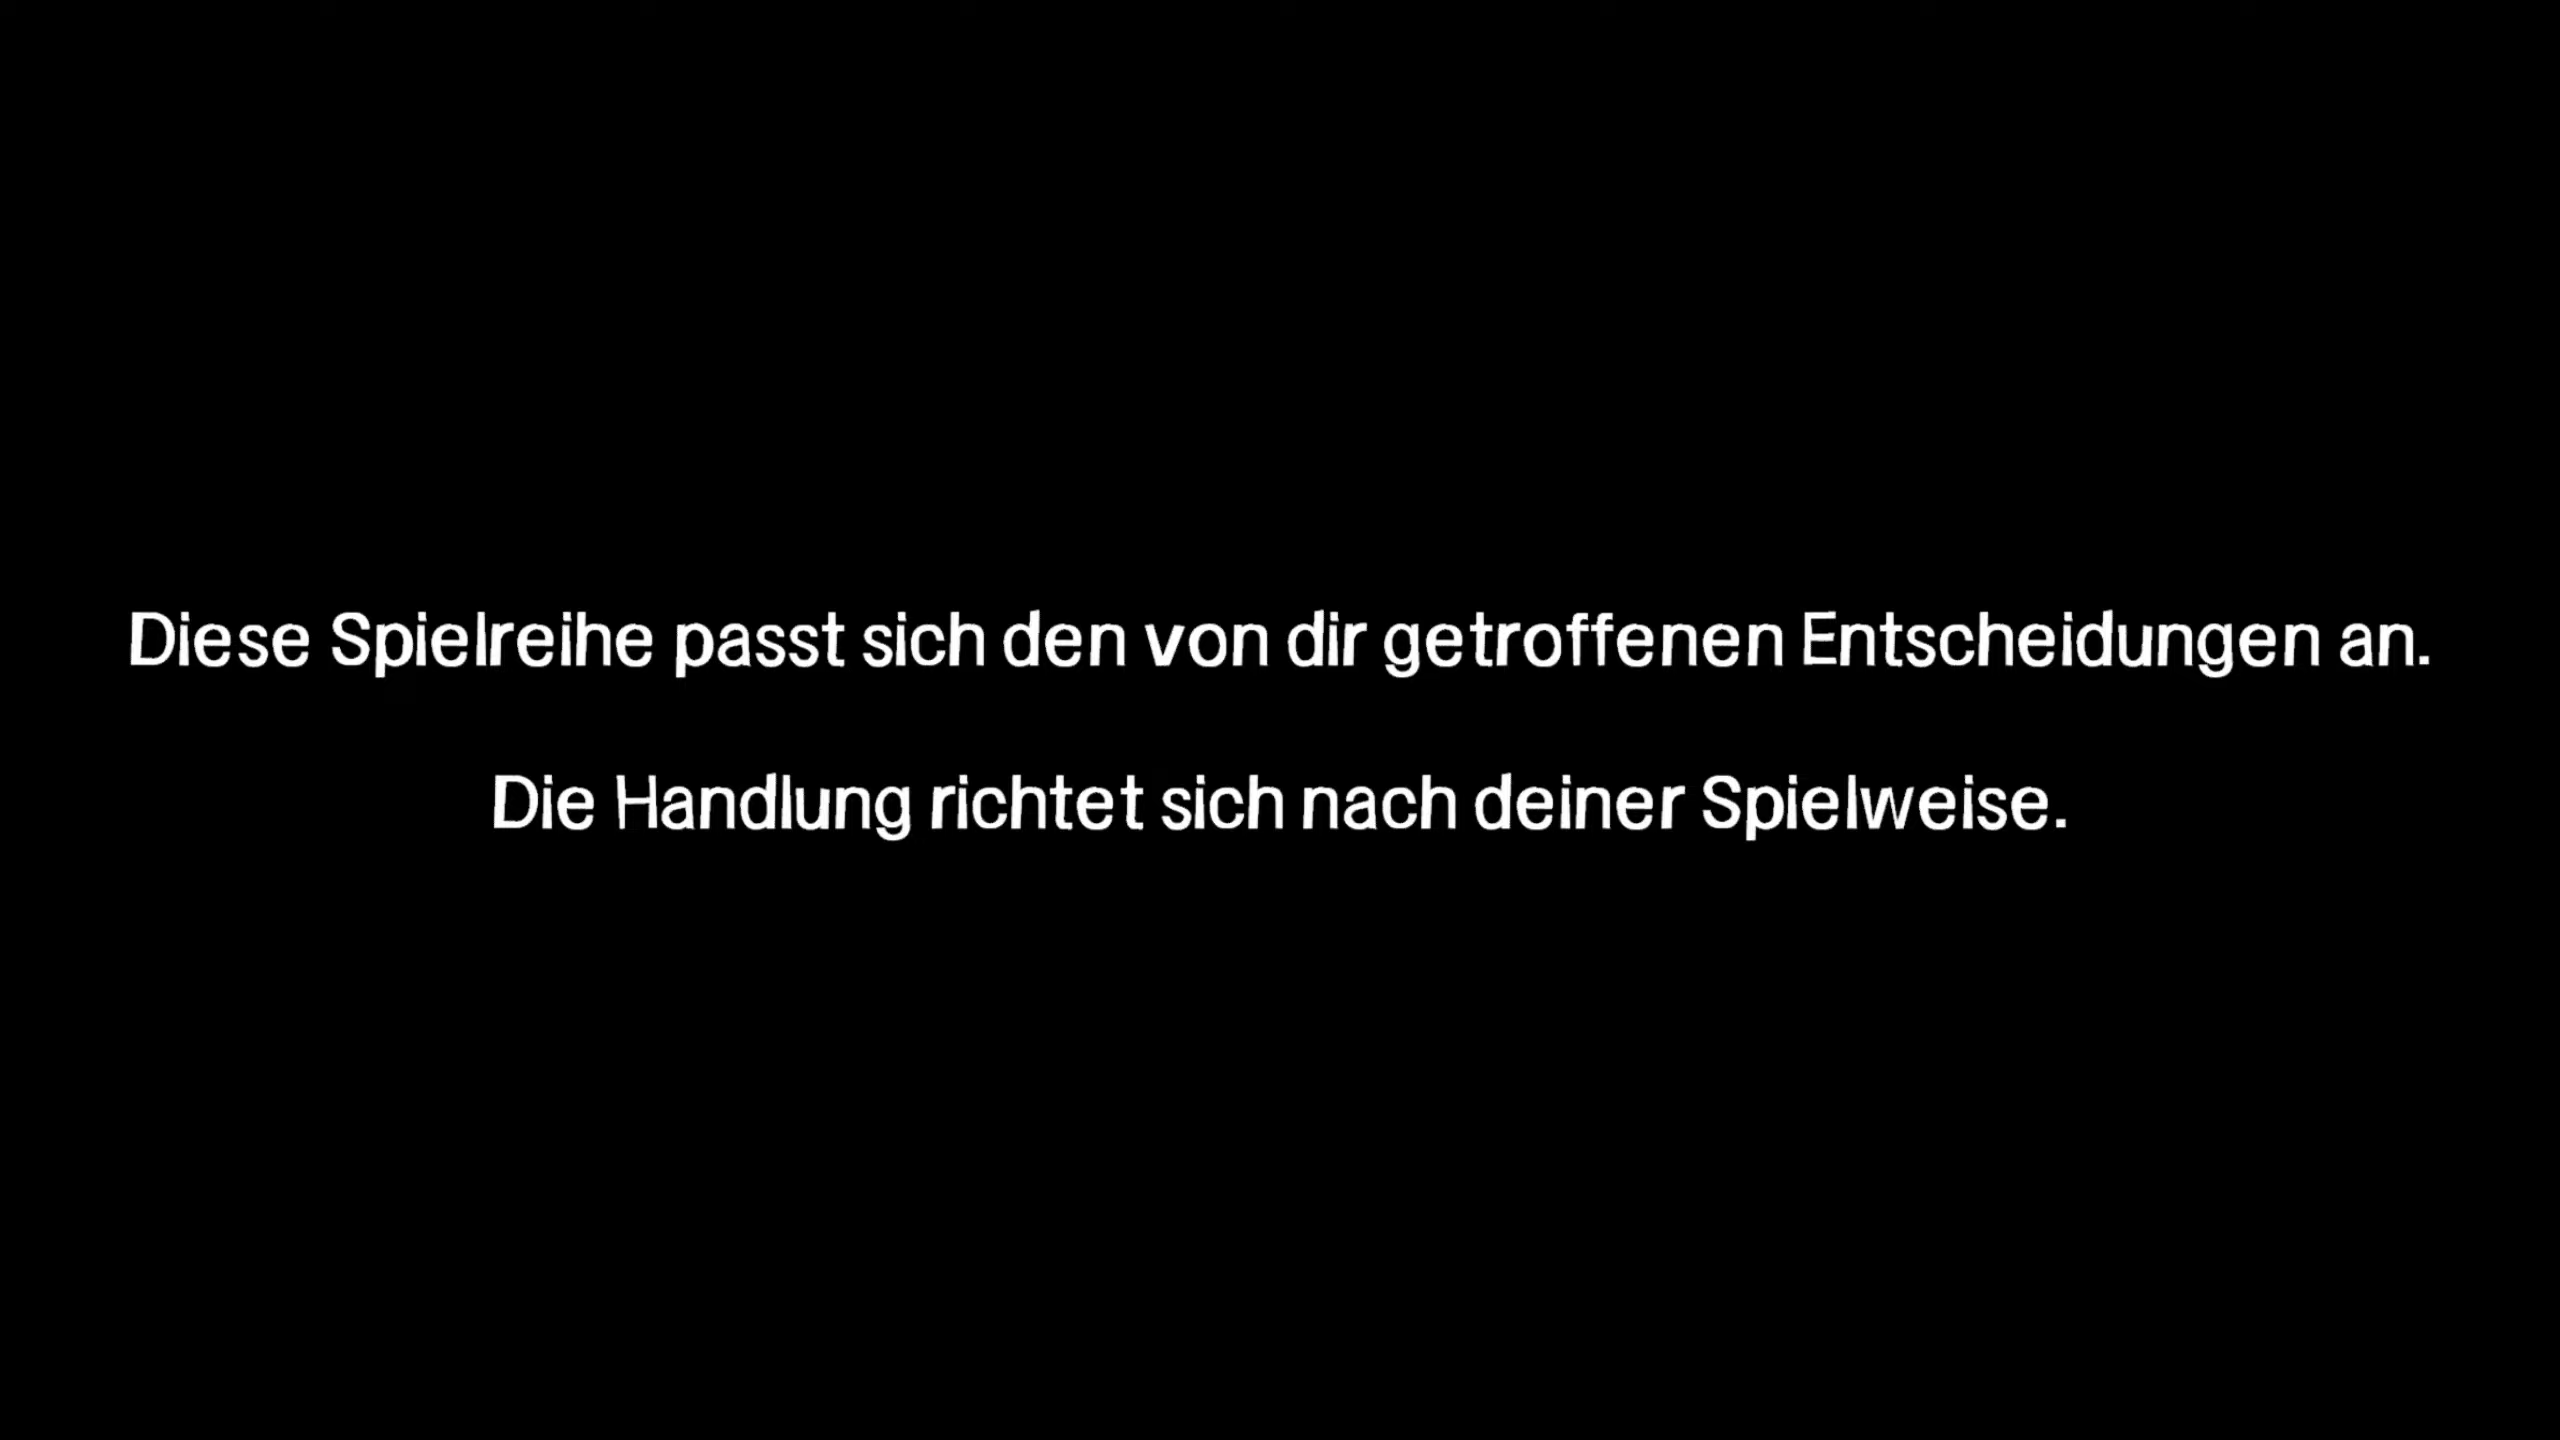 Diese Spielreihe passt sich den von dir getroffenen Entscheidungen an.
Die Handlung richtet sich nach deiner Spielweise.